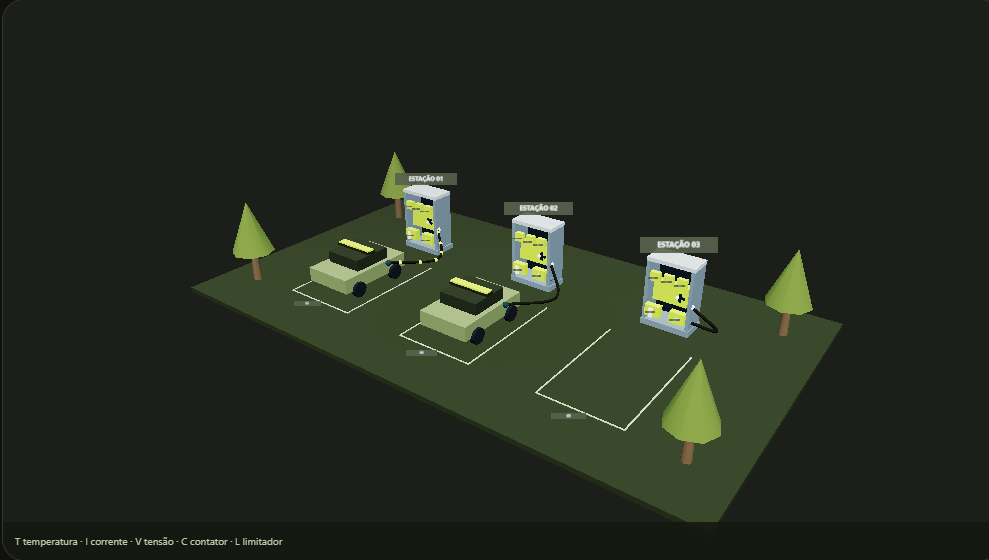 ESTAÇÃO 01
ESTAÇÃO 02
ESTAÇÃO 03
T temperatura · I corrente · V tensão · C contator · L limitador